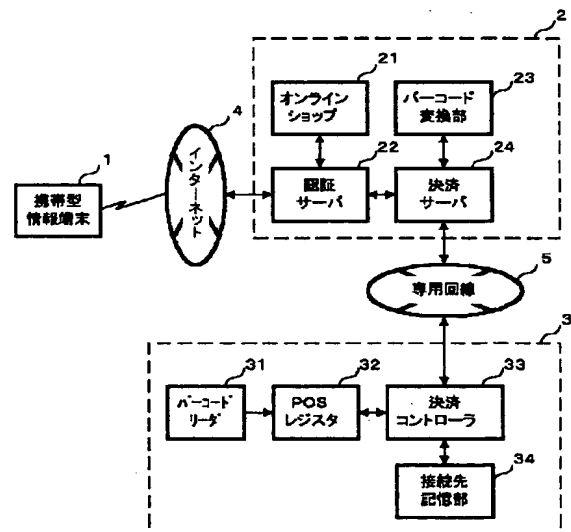 2
21
23
オンライン
ショップ
バーコード
変換部
4
22
24
1
インターネット
携帯型
情報端末
認証
サーバ
決済
サーバ
5
専用回線
3
31
32
33
バーコード
リーダ
POS
レジスタ
決済
コントローラ
34
接続先
記憶部